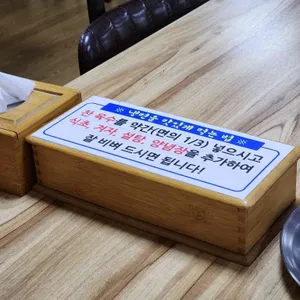 ※ 냉면을 맛있게 먹는 법 ※
찬 육수를 약간(면의 1/3) 넣으시고
식초, 겨자, 설탕, 양념장을 추가하여
잘 비벼 드시면 됩니다!